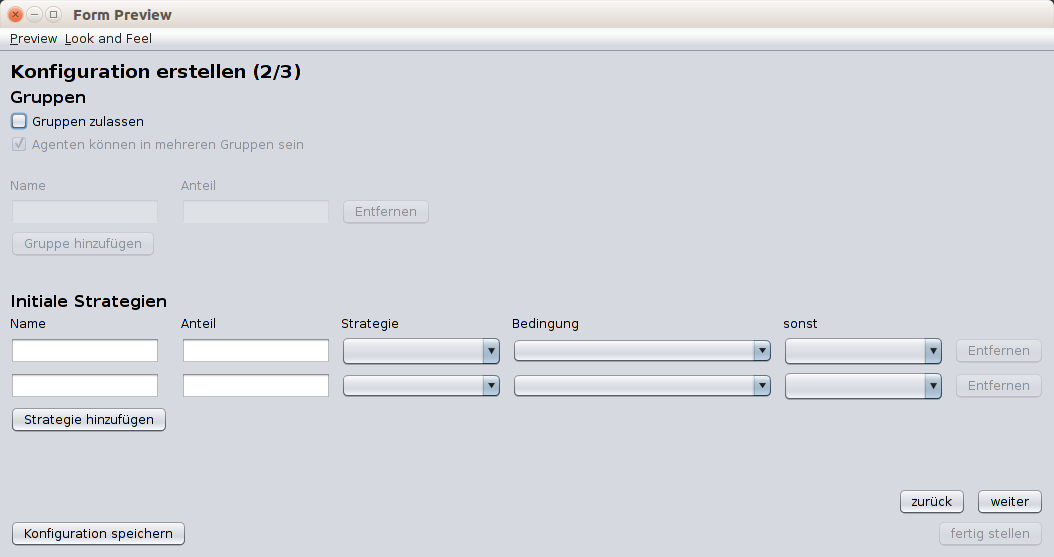 Form Preview
Preview Look and Feel
Konfiguration erstellen (2/3)
Gruppen
Gruppen zulassen
Agenten können in mehreren Gruppen sein
Name Anteil
Entfernen
Gruppe hinzufügen
Initiale Strategien
Name Anteil Strategie Bedingung sonst
Entfernen
Entfernen
Strategie hinzufügen
zurück weiter
Konfiguration speichern fertig stellen